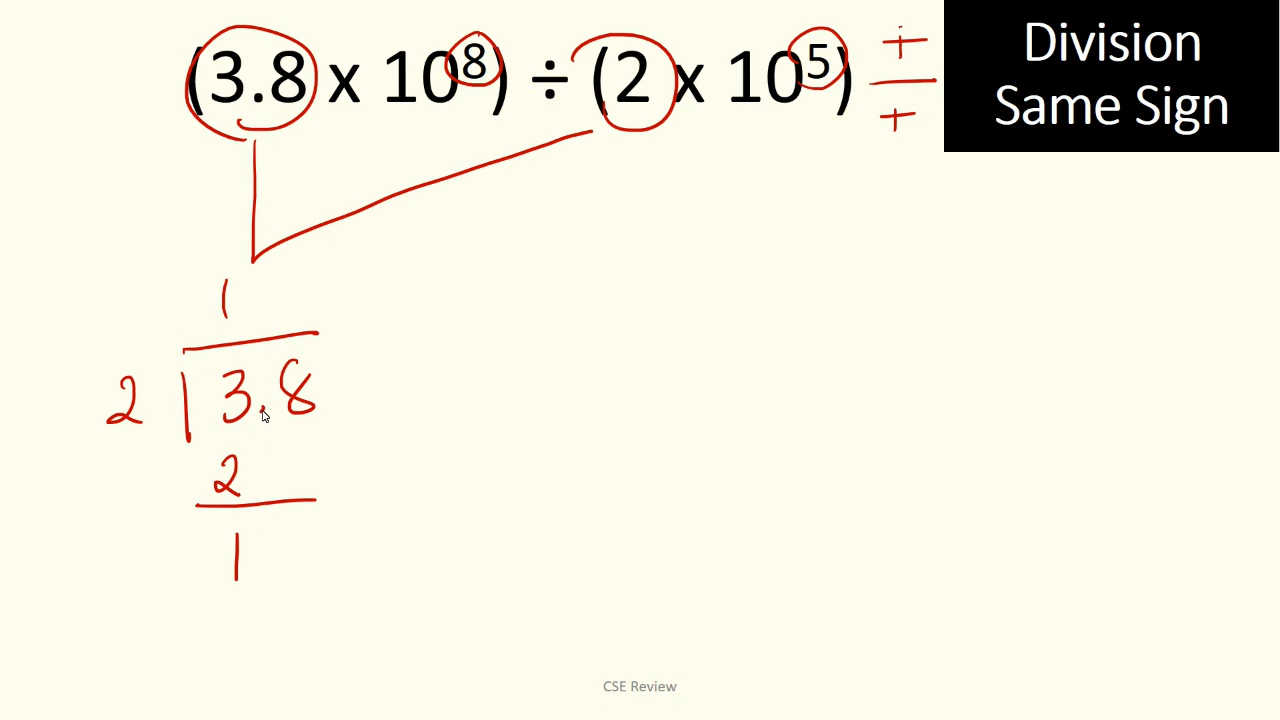 (3.8 x 10⁸) ÷ (2 x 10⁵)
+
+
Division
Same Sign
1
2 3.8
2
1
CSE Review